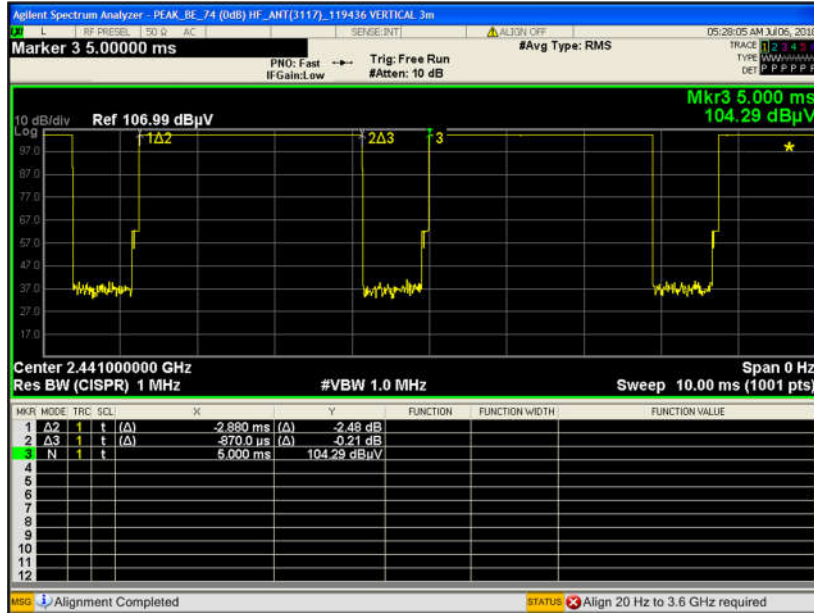 Agilent Spectrum Analyzer - PEAK_BE_74 (0dB) HF_ANT(3117)_119436 VERTICAL 3m
L RF PRESEL 50 Ω AC SENSE:INT ALIGN OFF 05:28:05 AM Jul 06, 2018
Marker 3 5.00000 ms
#Avg Type: RMS
TRACE 1 2 3 4 5 6
PNO: Fast Trig: Free Run
TYPE
IFGain:Low #Atten: 10 dB
DET P P P P P P
Mkr3 5.000 ms
10 dB/div Ref 106.99 dBµV 104.29 dBµV
Log
1Δ2 2Δ3 3
97.0
87.0
77.0
67.0
57.0
47.0
37.0
27.0
17.0
Center 2.441000000 GHz Span 0 Hz
Res BW (CISPR) 1 MHz #VBW 1.0 MHz Sweep 10.00 ms (1001 pts)
MKR MODE TRC SCL X Y FUNCTION FUNCTION WIDTH FUNCTION VALUE
1 Δ2 1 t (Δ) -2.880 ms (Δ) -2.48 dB
2 Δ3 1 t (Δ) -870.0 µs (Δ) -0.21 dB
3 N 1 t 5.000 ms 104.29 dBµV
4
5
6
7
8
9
10
11
12
MSG Alignment Completed STATUS Align 20 Hz to 3.6 GHz required